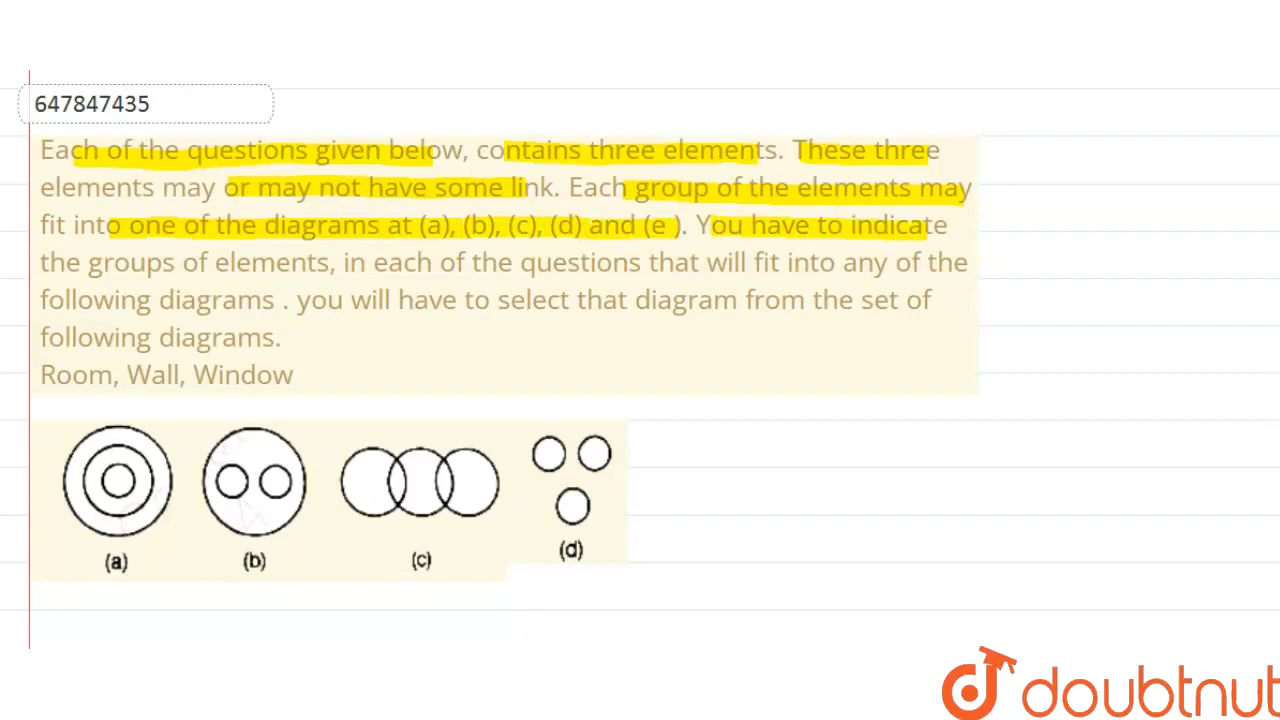 647847435
Each of the questions given below, contains three elements. These three
elements may or may not have some link. Each group of the elements may
fit into one of the diagrams at (a), (b), (c), (d) and (e ). You have to indicate
the groups of elements, in each of the questions that will fit into any of the
following diagrams . you will have to select that diagram from the set of
following diagrams.
Room, Wall, Window
(a) (b) (c) (d)
doubtnut